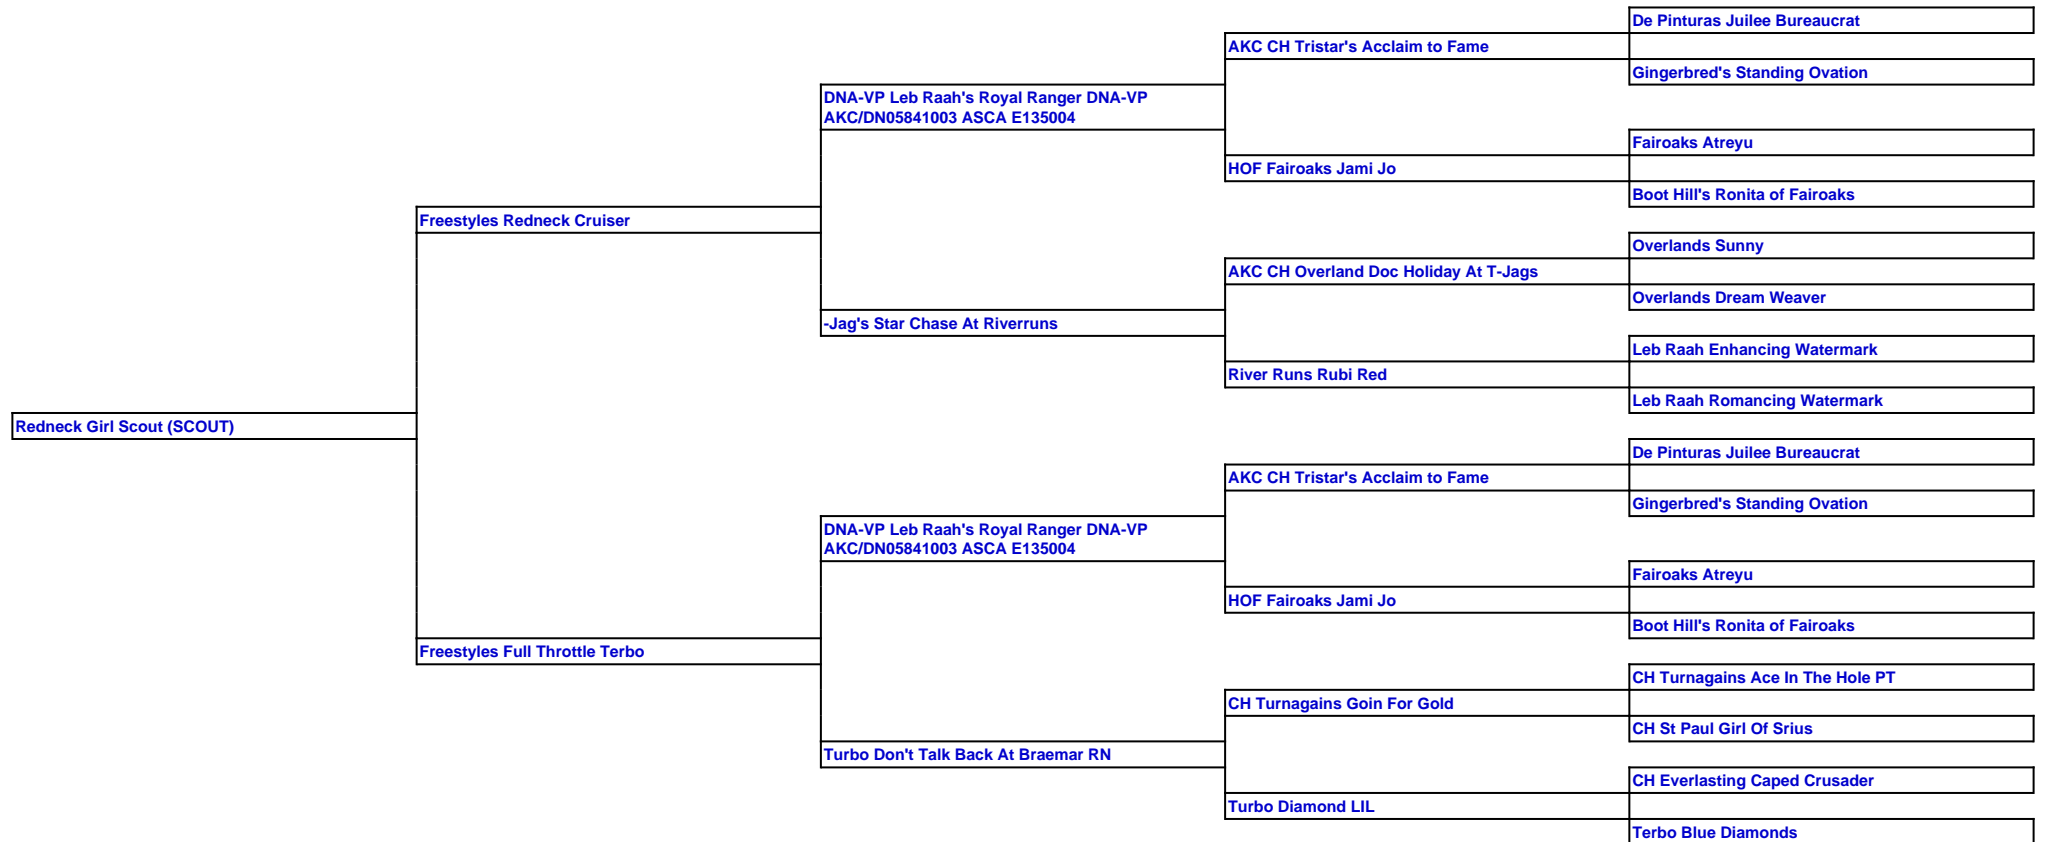 De Pinturas Juilee Bureaucrat
AKC CH Tristar's Acclaim to Fame
Gingerbred's Standing Ovation
DNA-VP Leb Raah's Royal Ranger DNA-VP
AKC/DN05841003 ASCA E135004
Fairoaks Atreyu
HOF Fairoaks Jami Jo
Boot Hill's Ronita of Fairoaks
Freestyles Redneck Cruiser
Overlands Sunny
AKC CH Overland Doc Holiday At T-Jags
Overlands Dream Weaver
-Jag's Star Chase At Riverruns
Leb Raah Enhancing Watermark
River Runs Rubi Red
Leb Raah Romancing Watermark
Redneck Girl Scout (SCOUT)
De Pinturas Juilee Bureaucrat
AKC CH Tristar's Acclaim to Fame
Gingerbred's Standing Ovation
DNA-VP Leb Raah's Royal Ranger DNA-VP
AKC/DN05841003 ASCA E135004
Fairoaks Atreyu
HOF Fairoaks Jami Jo
Boot Hill's Ronita of Fairoaks
Freestyles Full Throttle Terbo
CH Turnagains Ace In The Hole PT
CH Turnagains Goin For Gold
CH St Paul Girl Of Srius
Turbo Don't Talk Back At Braemar RN
CH Everlasting Caped Crusader
Turbo Diamond LIL
Terbo Blue Diamonds